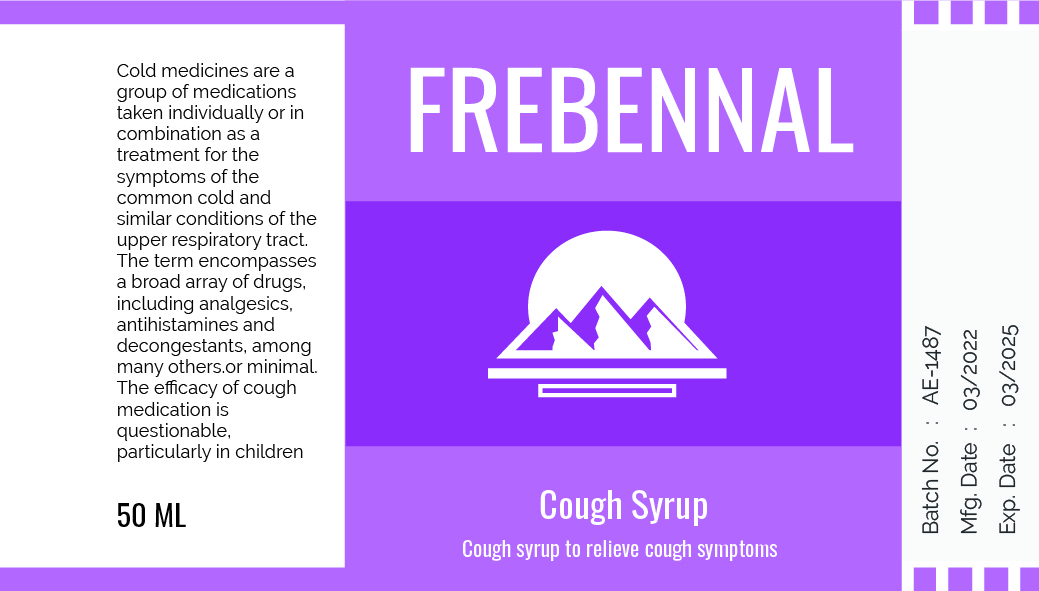 Cold medicines are a
group of medications
taken individually or in
combination as a
treatment for the
symptoms of the
common cold and
similar conditions of the
upper respiratory tract.
The term encompasses
a broad array of drugs,
including analgesics,
antihistamines and
decongestants, among
many others.or minimal.
The efficacy of cough
medication is
questionable,
particularly in children
50 ML
FREBENNAL
Cough Syrup
Cough syrup to relieve cough symptoms
Batch No. : AE-1487
Mfg. Date : 03/2022
Exp. Date : 03/2025